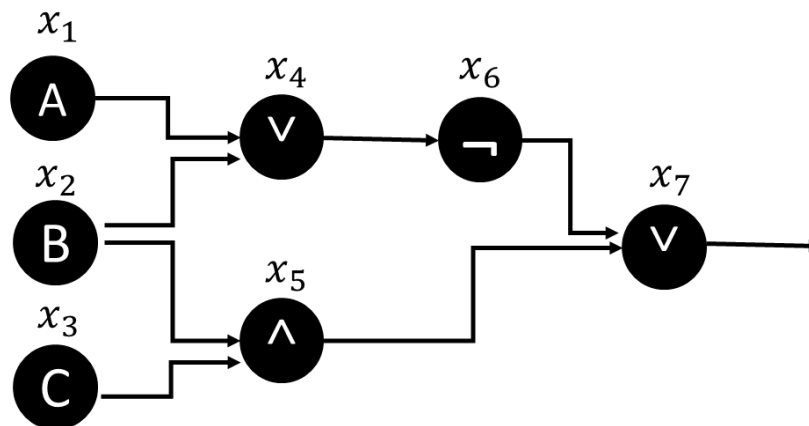 x₁
A
x₂
B
x₃
C
x₄
∨
x₅
∧
x₆
¬
x₇
∨